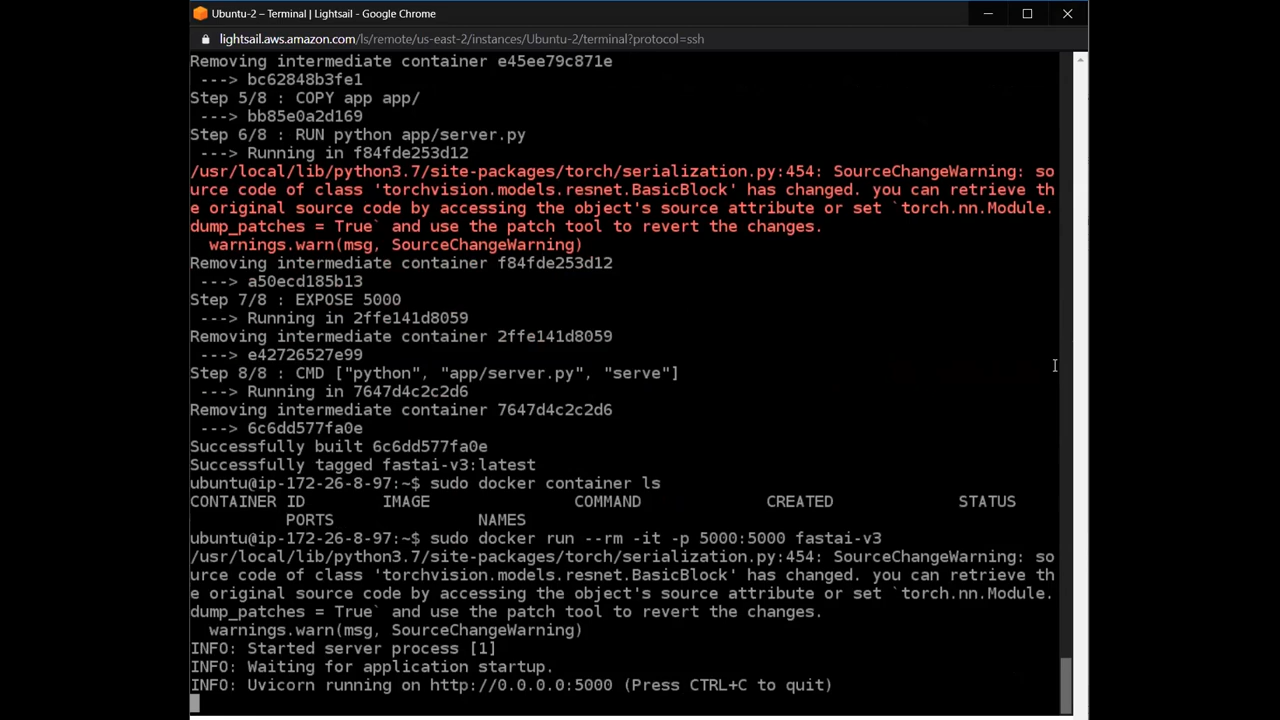 Ubuntu-2 – Terminal | Lightsail - Google Chrome
lightsail.aws.amazon.com/ls/remote/us-east-2/instances/Ubuntu-2/terminal?protocol=ssh
Removing intermediate container e45ee79c871e
 ---> bc62848b3fe1
Step 5/8 : COPY app app/
 ---> bb85e0a2d169
Step 6/8 : RUN python app/server.py
 ---> Running in f84fde253d12
/usr/local/lib/python3.7/site-packages/torch/serialization.py:454: SourceChangeWarning: so
urce code of class 'torchvision.models.resnet.BasicBlock' has changed. you can retrieve th
e original source code by accessing the object's source attribute or set `torch.nn.Module.
dump_patches = True` and use the patch tool to revert the changes.
  warnings.warn(msg, SourceChangeWarning)
Removing intermediate container f84fde253d12
 ---> a50ecd185b13
Step 7/8 : EXPOSE 5000
 ---> Running in 2ffe141d8059
Removing intermediate container 2ffe141d8059
 ---> e42726527e99
Step 8/8 : CMD ["python", "app/server.py", "serve"]
 ---> Running in 7647d4c2c2d6
Removing intermediate container 7647d4c2c2d6
 ---> 6c6dd577fa0e
Successfully built 6c6dd577fa0e
Successfully tagged fastai-v3:latest
ubuntu@ip-172-26-8-97:~$ sudo docker container ls
CONTAINER ID        IMAGE               COMMAND             CREATED             STATUS
          PORTS               NAMES
ubuntu@ip-172-26-8-97:~$ sudo docker run --rm -it -p 5000:5000 fastai-v3
/usr/local/lib/python3.7/site-packages/torch/serialization.py:454: SourceChangeWarning: so
urce code of class 'torchvision.models.resnet.BasicBlock' has changed. you can retrieve th
e original source code by accessing the object's source attribute or set `torch.nn.Module.
dump_patches = True` and use the patch tool to revert the changes.
  warnings.warn(msg, SourceChangeWarning)
INFO: Started server process [1]
INFO: Waiting for application startup.
INFO: Uvicorn running on http://0.0.0.0:5000 (Press CTRL+C to quit)